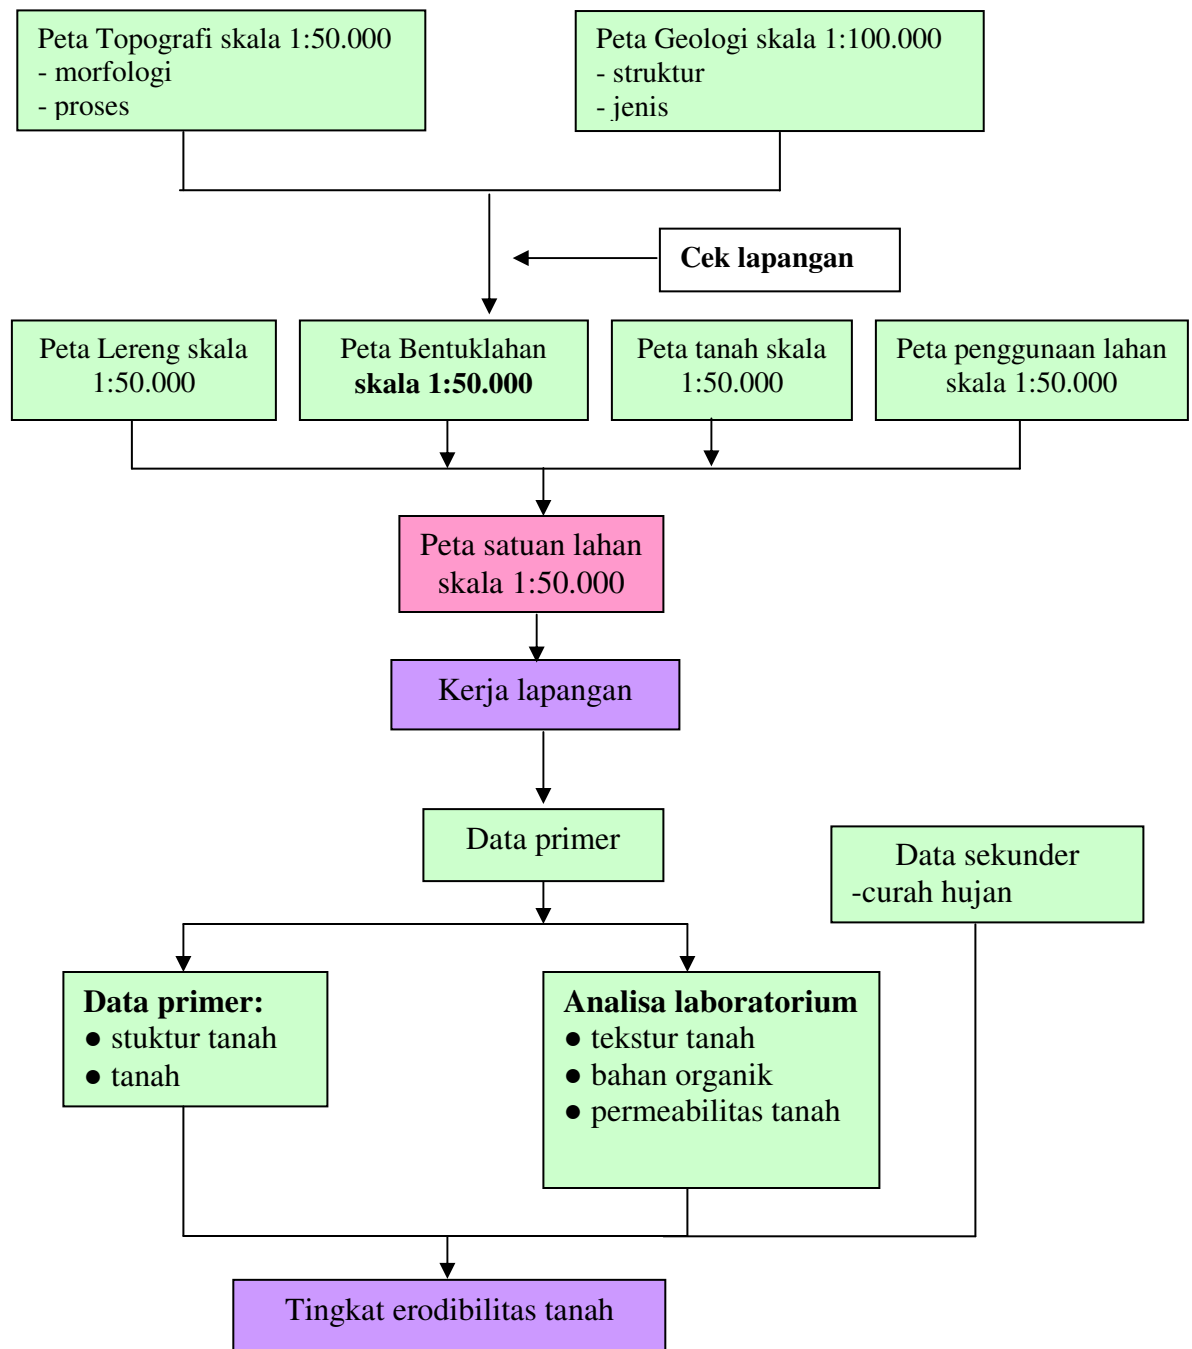 Peta Topografi skala 1:50.000
- morfologi
- proses
Peta Geologi skala 1:100.000
- struktur
- jenis
Cek lapangan
Peta Lereng skala
1:50.000
Peta Bentuklahan
skala 1:50.000
Peta tanah skala
1:50.000
Peta penggunaan lahan
skala 1:50.000
Peta satuan lahan
skala 1:50.000
Kerja lapangan
Data primer
Data sekunder
-curah hujan
Data primer:
● stuktur tanah
● tanah
Analisa laboratorium
● tekstur tanah
● bahan organik
● permeabilitas tanah
Tingkat erodibilitas tanah